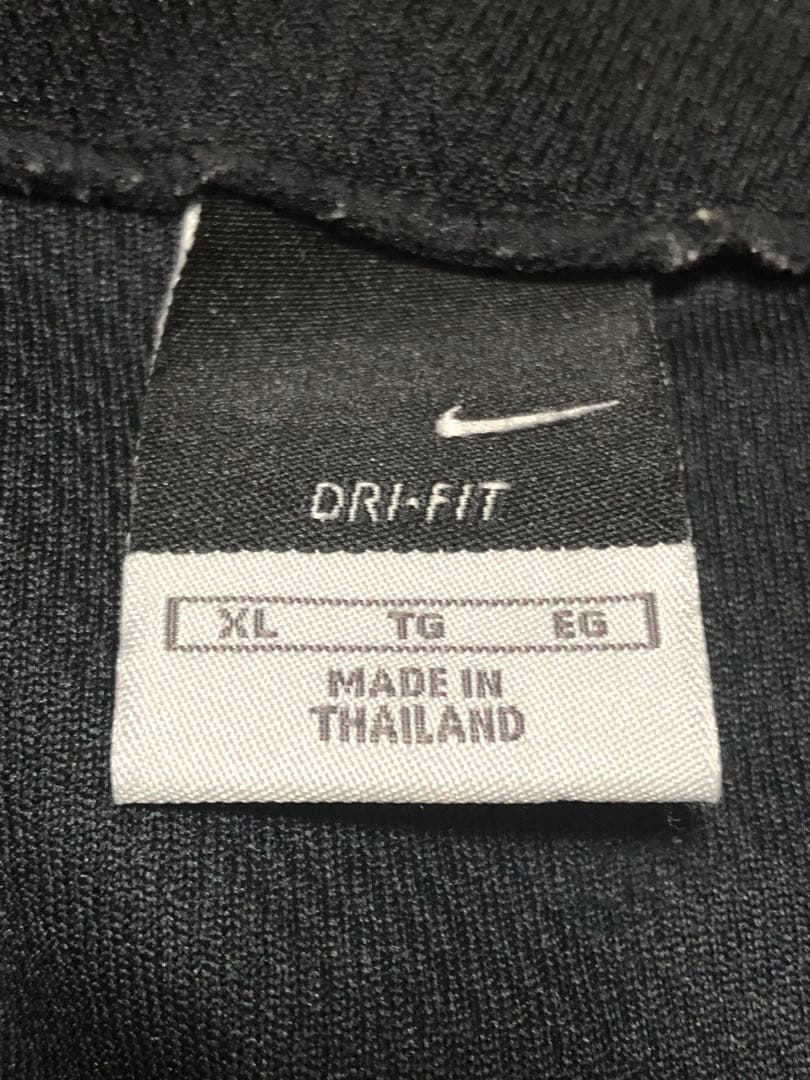 DRI-FIT
XL TG EG
MADE IN
THAILAND